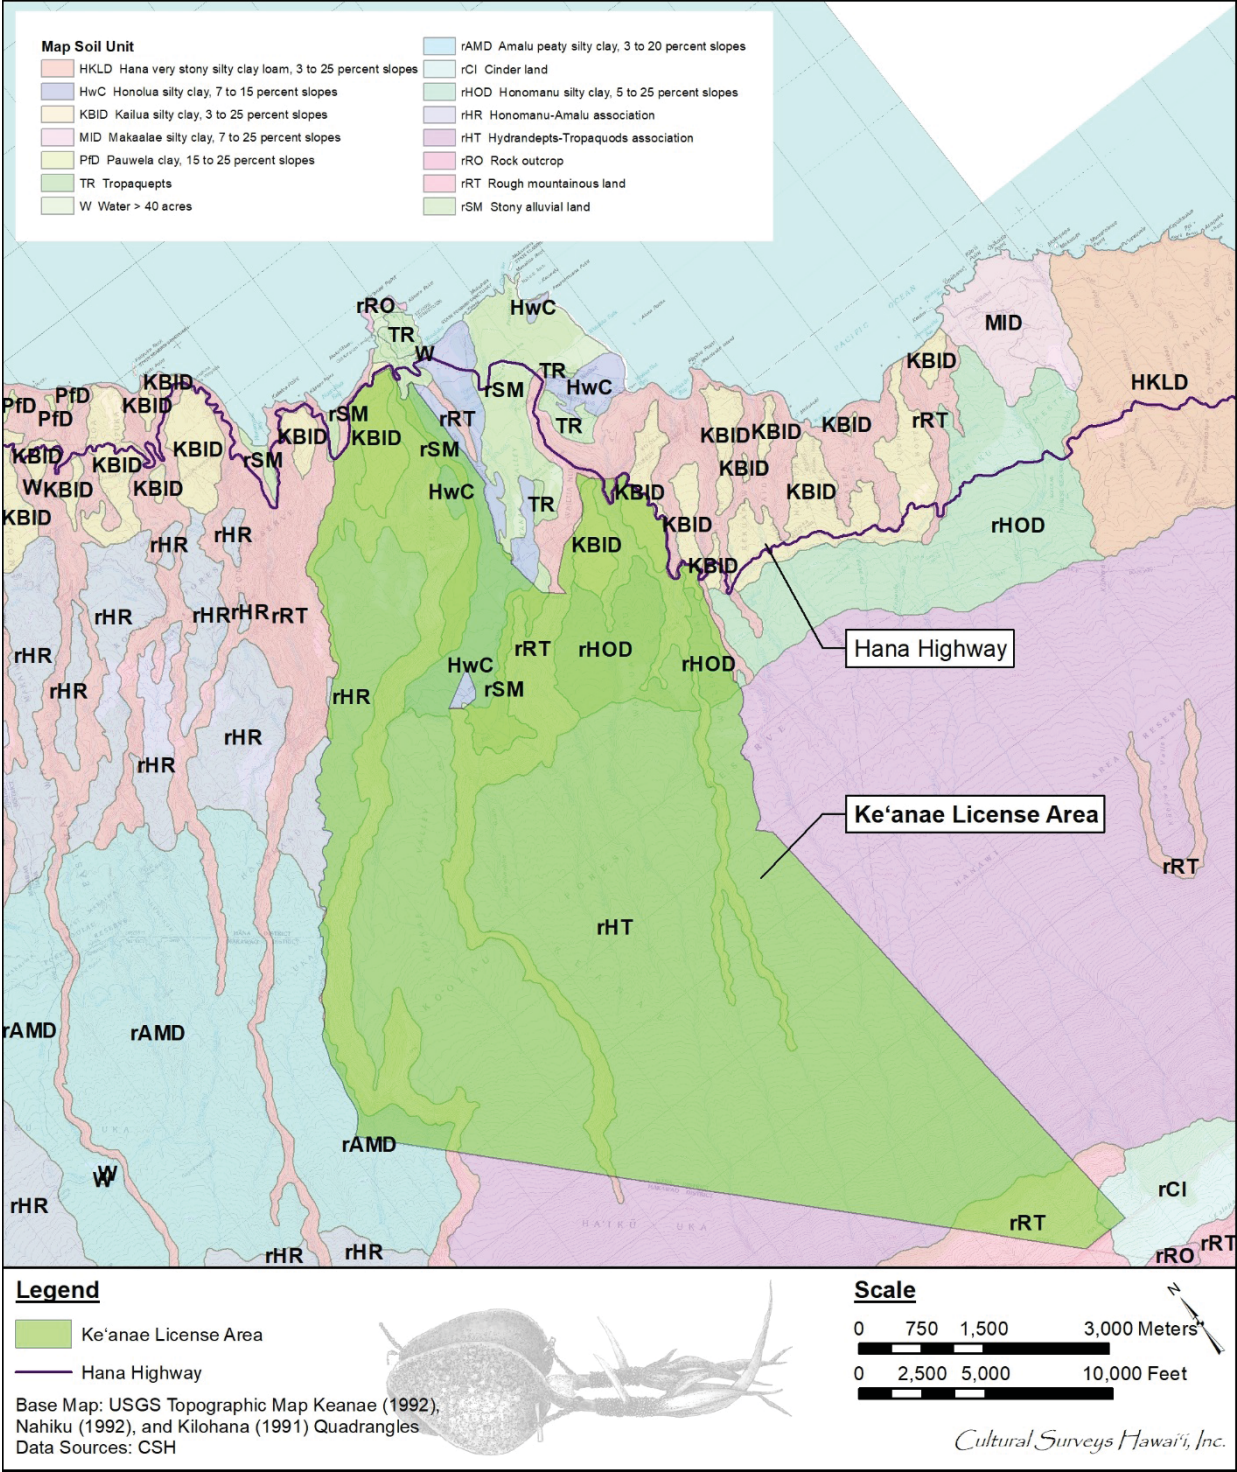 Map Soil Unit
HKLD Hana very stony silty clay loam, 3 to 25 percent slopes
HwC Honolua silty clay, 7 to 15 percent slopes
KBID Kailua silty clay, 3 to 25 percent slopes
MID Makaalae silty clay, 7 to 25 percent slopes
PfD Pauwela clay, 15 to 25 percent slopes
TR Tropaquepts
W Water > 40 acres
rAMD Amalu peaty silty clay, 3 to 20 percent slopes
rCI Cinder land
rHOD Honomanu silty clay, 5 to 25 percent slopes
rHR Honomanu-Amalu association
rHT Hydrandepts-Tropaquods association
rRO Rock outcrop
rRT Rough mountainous land
rSM Stony alluvial land
rRO
HwC
TR
MID
W
KBID
TR
KBID
rSM
HwC
HKLD
PfD
PfD
KBID
PfD
rSM
rRT
KBID
rRT
TR
KBID
KBID
KBID
KBID
rSM
KBID
KBID
KBID
rSM
KBID
W
KBID
KBID
HwC
KBID
KBID
TR
KBID
KBID
rHOD
rHR
rHR
KBID
KBID
rHR
rHR
rHR
rRT
Hana Highway
rHR
rRT
rHOD
rHOD
HwC
rHR
rSM
rHR
rHR
rHR
PACIFIC OCEAN
Ke‘anae License Area
rRT
rHT
rAMD
rAMD
rAMD
W
W
rHR
rCI
HAIKŪ UKA
rRT
rHR
rHR
rRO
rRT
Legend
Ke‘anae License Area
Hana Highway
Base Map: USGS Topographic Map Keanae (1992),
Nahiku (1992), and Kilohana (1991) Quadrangles
Data Sources: CSH
Scale
0 750 1,500 3,000 Meters
0 2,500 5,000 10,000 Feet
N
Cultural Surveys Hawai‘i, Inc.